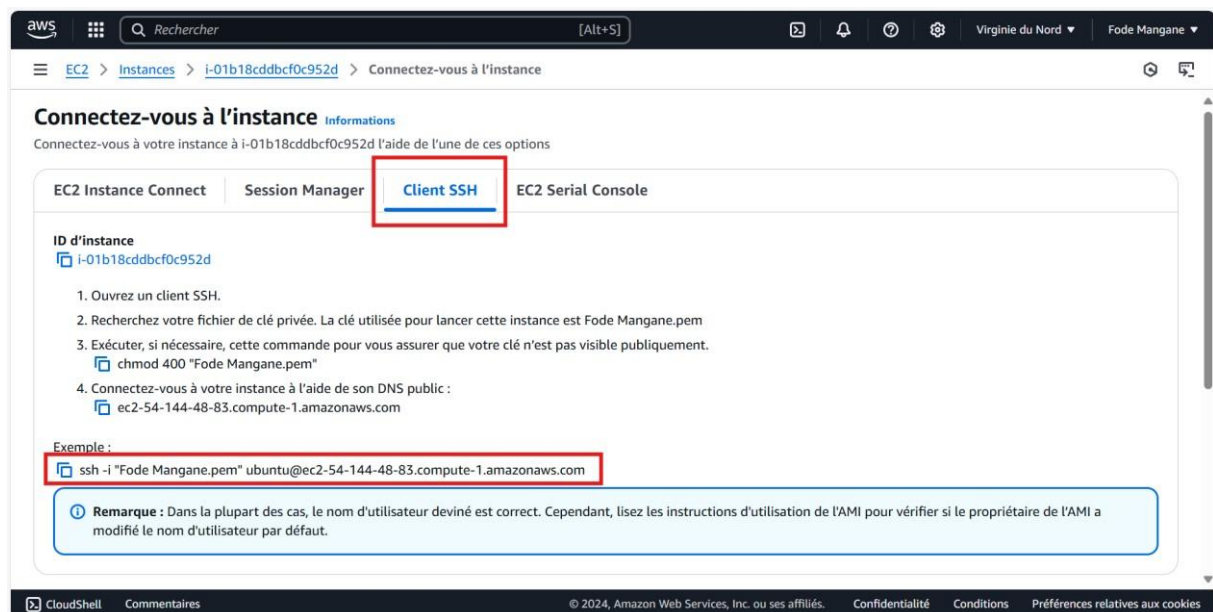 aws
Rechercher [Alt+S] Virginie du Nord Fode Mangane
EC2 > Instances > i-01b18cddbcf0c952d > Connectez-vous à l'instance
Connectez-vous à l'instance Informations
Connectez-vous à votre instance à i-01b18cddbcf0c952d l'aide de l'une de ces options
EC2 Instance Connect Session Manager Client SSH EC2 Serial Console
ID d'instance
i-01b18cddbcf0c952d
1. Ouvrez un client SSH.
2. Recherchez votre fichier de clé privée. La clé utilisée pour lancer cette instance est Fode Mangane.pem
3. Exécuter, si nécessaire, cette commande pour vous assurer que votre clé n'est pas visible publiquement.
chmod 400 "Fode Mangane.pem"
4. Connectez-vous à votre instance à l'aide de son DNS public :
ec2-54-144-48-83.compute-1.amazonaws.com
Exemple :
ssh -i "Fode Mangane.pem" ubuntu@ec2-54-144-48-83.compute-1.amazonaws.com
Remarque : Dans la plupart des cas, le nom d'utilisateur deviné est correct. Cependant, lisez les instructions d'utilisation de l'AMI pour vérifier si le propriétaire de l'AMI a
modifié le nom d'utilisateur par défaut.
CloudShell Commentaires © 2024, Amazon Web Services, Inc. ou ses affiliés. Confidentialité Conditions Préférences relatives aux cookies